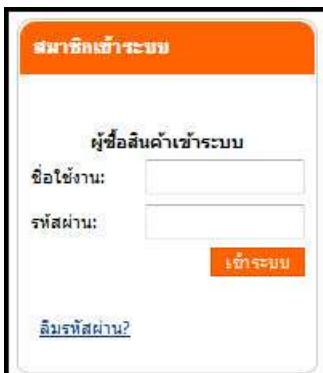 สมาชิกเข้าระบบ
ผู้ซื้อสินค้าเข้าระบบ
ชื่อใช้งาน:
รหัสผ่าน:
เข้าระบบ
ลืมรหัสผ่าน?